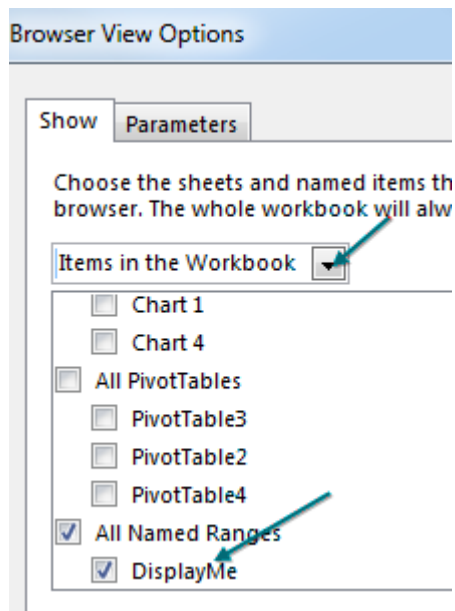 Browser View Options
Show
Parameters
Choose the sheets and named items th
browser. The whole workbook will alw
Items in the Workbook
Chart 1
Chart 4
All PivotTables
PivotTable3
PivotTable2
PivotTable4
All Named Ranges
DisplayMe